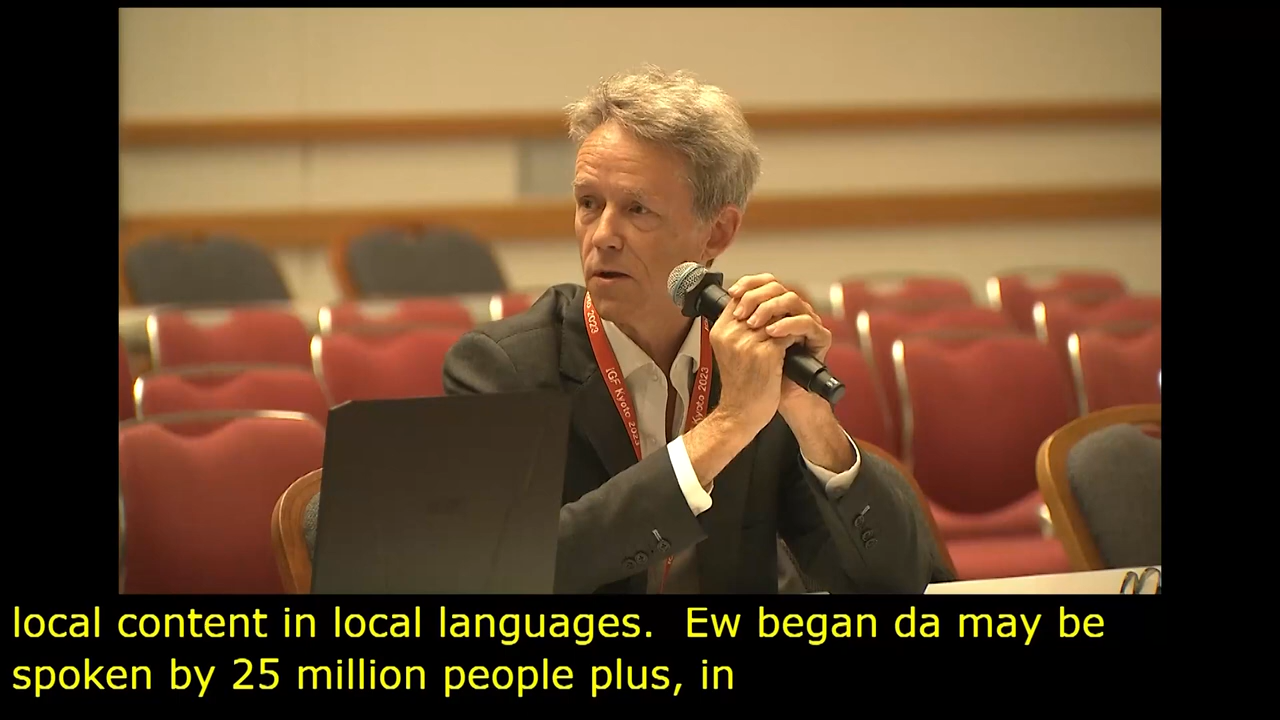 2023
IGF Kyoto 2023
Kyoto 2023
local content in local languages.  Ew began da may be
spoken by 25 million people plus, in